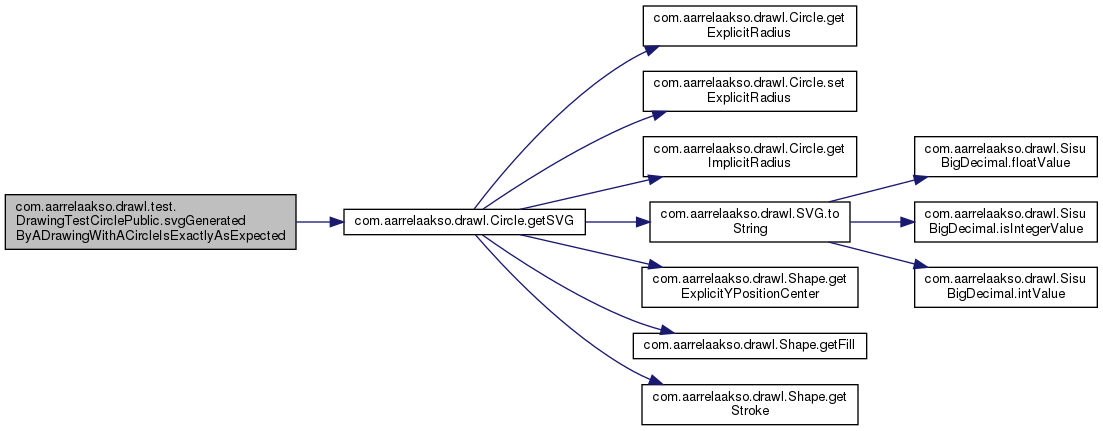 com.aarrelaakso.drawl.test.
DrawingTestCirclePublic.svgGenerated
ByADrawingWithACircleIsExactlyAsExpected
com.aarrelaakso.drawl.Circle.getSVG
com.aarrelaakso.drawl.Circle.get
ExplicitRadius
com.aarrelaakso.drawl.Circle.set
ExplicitRadius
com.aarrelaakso.drawl.Circle.get
ImplicitRadius
com.aarrelaakso.drawl.SVG.to
String
com.aarrelaakso.drawl.Shape.get
ExplicitYPositionCenter
com.aarrelaakso.drawl.Shape.getFill
com.aarrelaakso.drawl.Shape.get
Stroke
com.aarrelaakso.drawl.Sisu
BigDecimal.floatValue
com.aarrelaakso.drawl.Sisu
BigDecimal.isIntegerValue
com.aarrelaakso.drawl.Sisu
BigDecimal.intValue